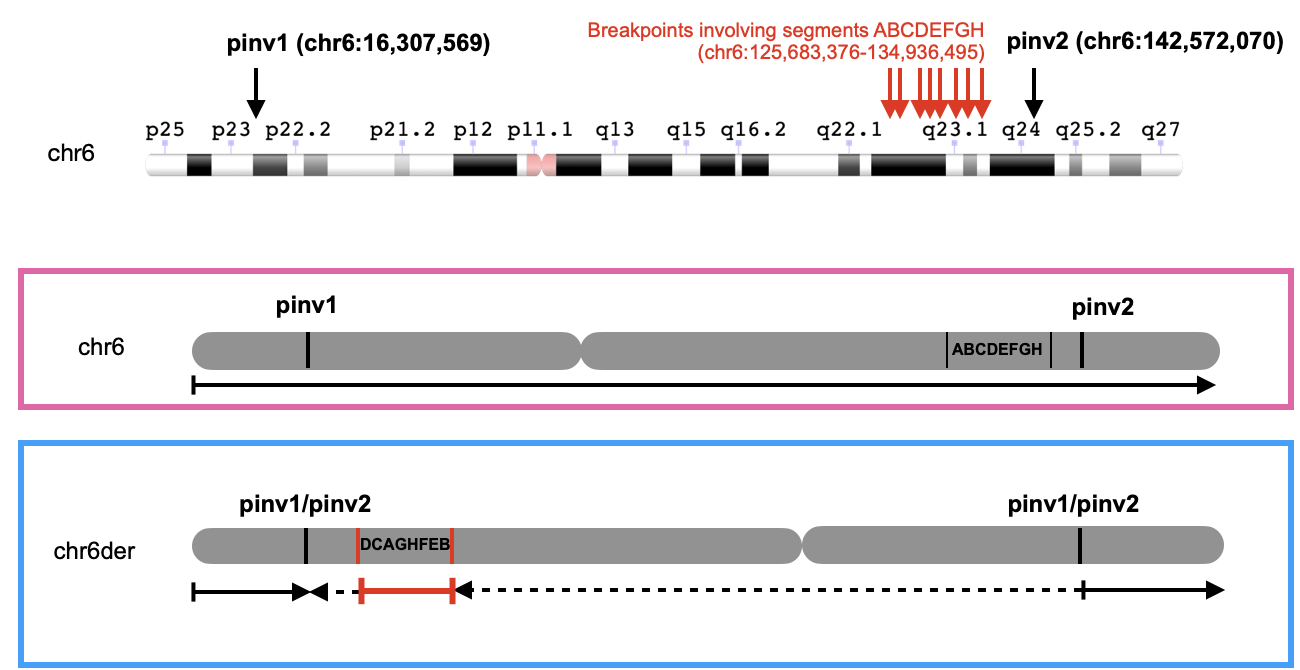 Breakpoints involving segments ABCDEFGH
pinv1 (chr6:16,307,569)
(chr6:125,683,376-134,936,495)
pinv2 (chr6:142,572,070)
p25 p23 p22.2 p21.2 p12 p11.1 q13 q15 q16.2 q22.1 q23.1 q24 q25.2 q27
chr6
pinv1
pinv2
chr6
ABCDEFGH
pinv1/pinv2
pinv1/pinv2
chr6der
DCAGHFEB